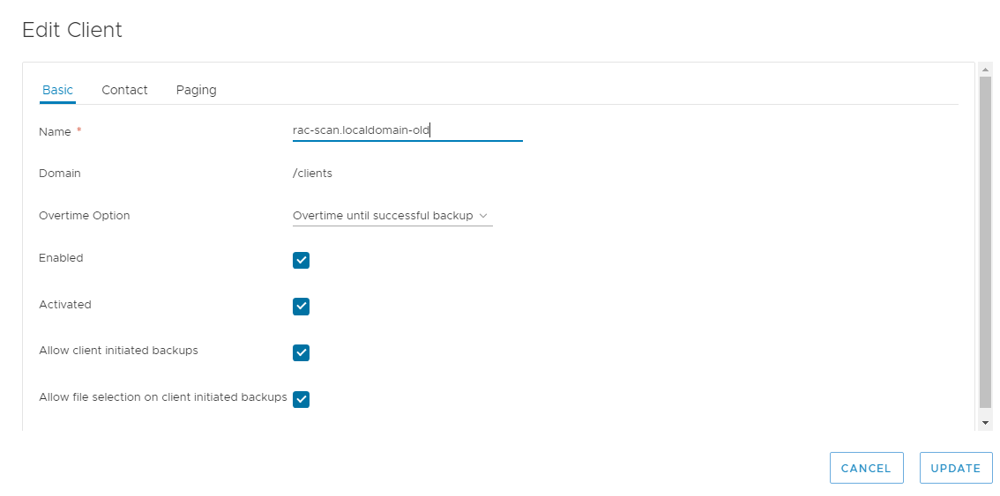 Edit Client
Basic Contact Paging
Name * rac-scan.localdomain-old
Domain /clients
Overtime Option Overtime until successful backup
Enabled
Activated
Allow client initiated backups
Allow file selection on client initiated backups
CANCEL UPDATE